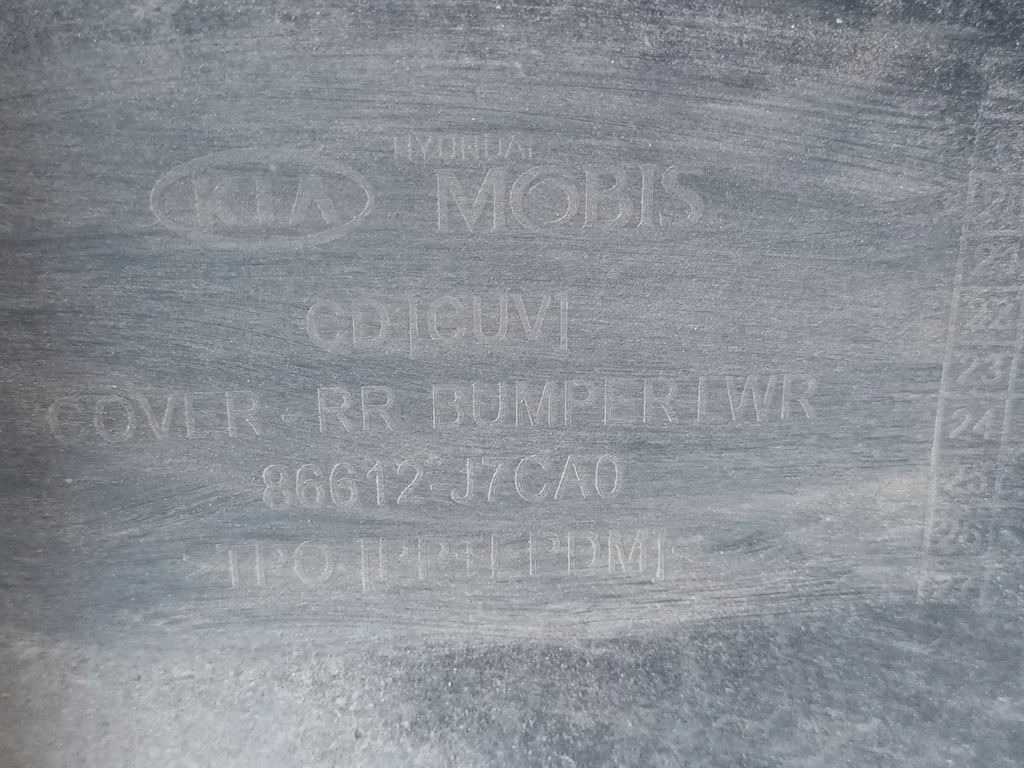 HYUNDAI
KIA MOBIS
CD [CUV]
COVER - RR BUMPER LWR
86612-J7CA0
>TPO-[PP+EPDM]<
21
22
23
24
25
26
27